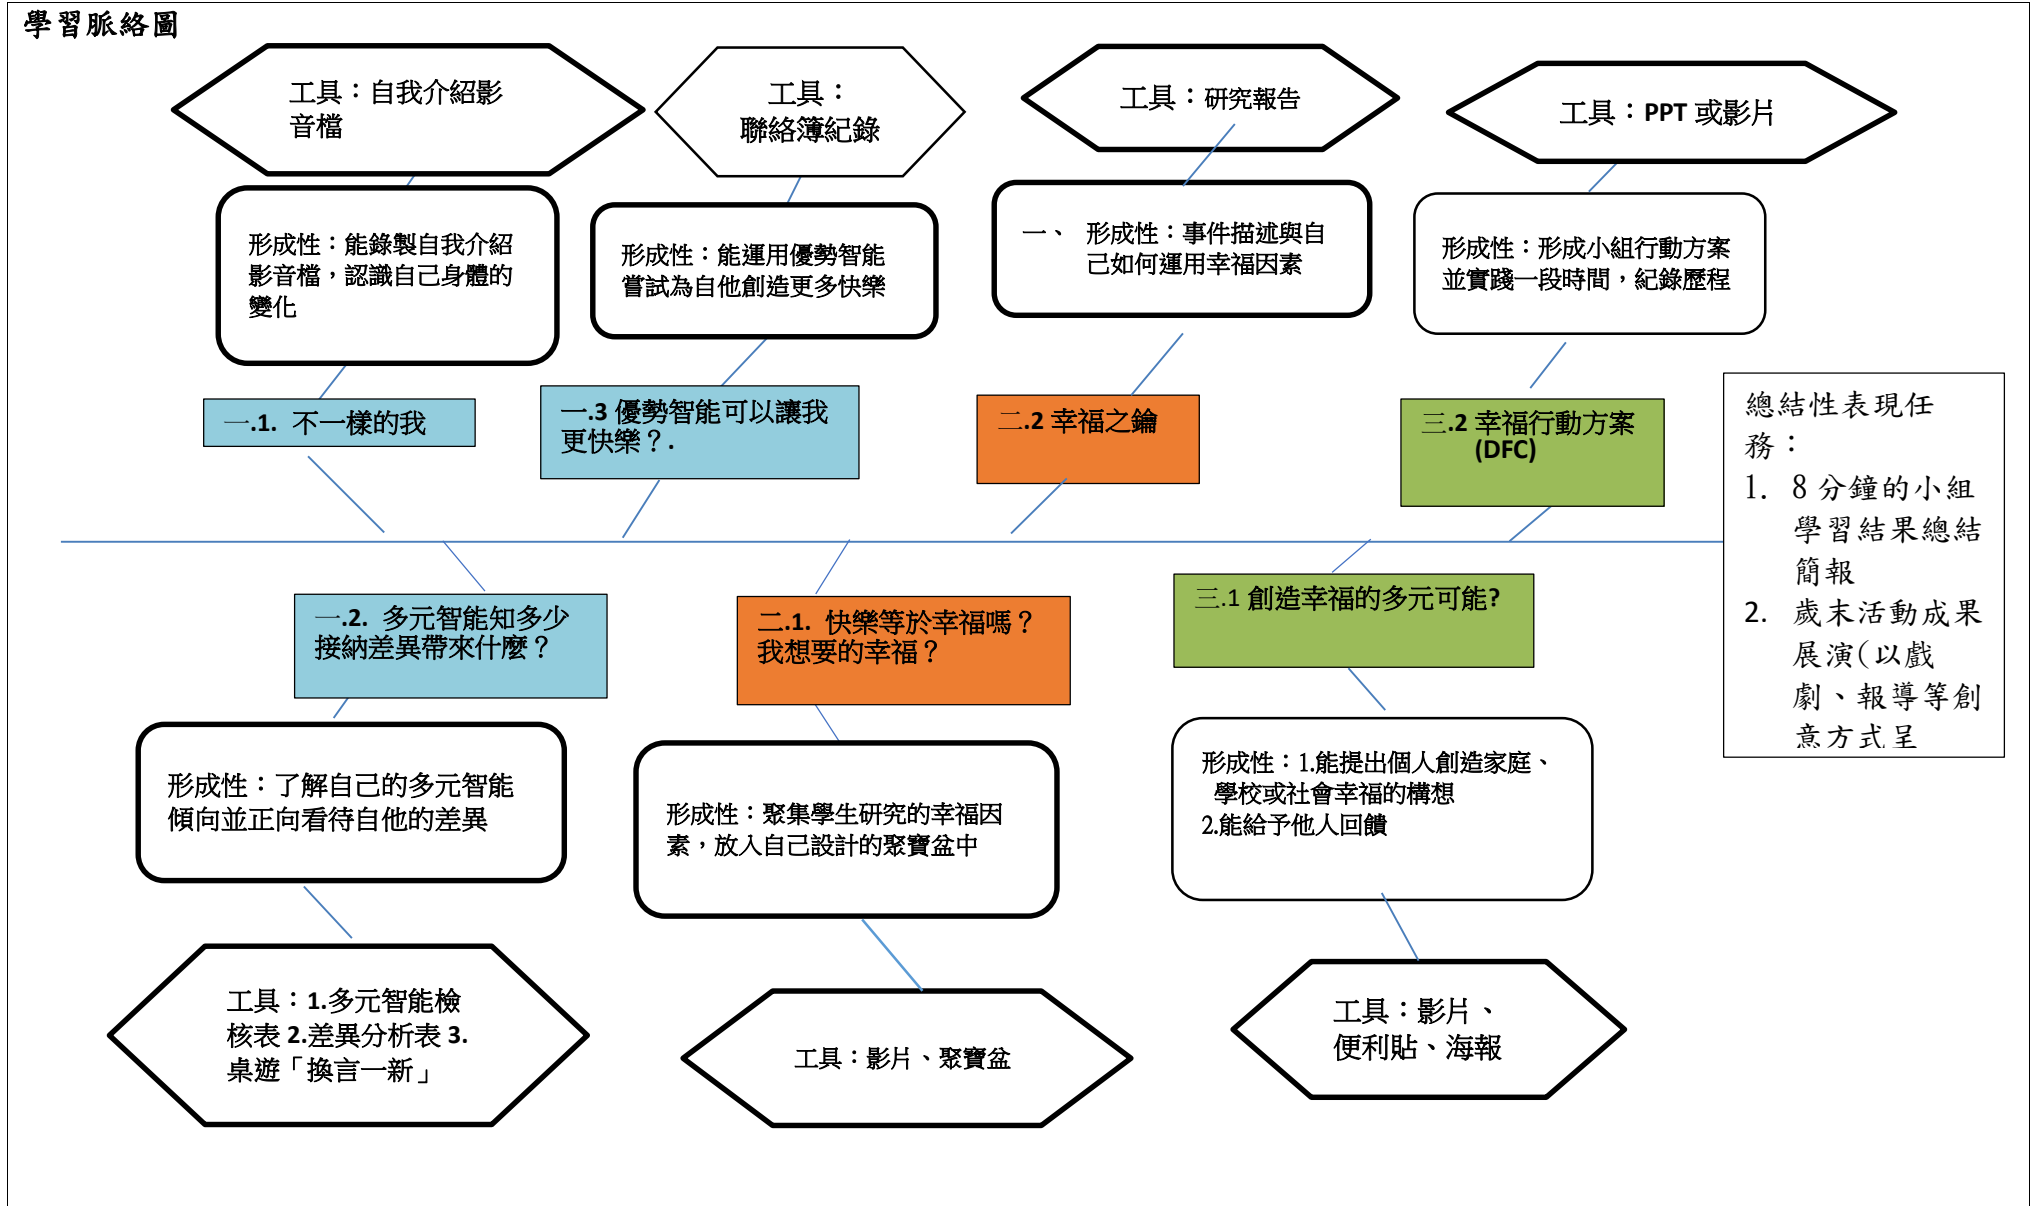 學習脈絡圖
工具：自我介紹影
音檔
工具：
聯絡簿紀錄
工具：研究報告
工具：PPT 或影片
形成性：能錄製自我介紹
影音檔，認識自己身體的
變化
形成性：能運用優勢智能
嘗試為自他創造更多快樂
一、 形成性：事件描述與自
己如何運用幸福因素
形成性：形成小組行動方案
並實踐一段時間，紀錄歷程
一.1. 不一樣的我
一.3 優勢智能可以讓我
更快樂？.
二.2 幸福之鑰
三.2 幸福行動方案
(DFC)
總結性表現任
務：
1. 8 分鐘的小組
學習結果總結
簡報
2. 歲末活動成果
展演(以戲
劇、報導等創
意方式呈
一.2. 多元智能知多少
接納差異帶來什麼？
二.1. 快樂等於幸福嗎？
我想要的幸福？
三.1 創造幸福的多元可能?
形成性：了解自己的多元智能
傾向並正向看待自他的差異
形成性：聚集學生研究的幸福因
素，放入自己設計的聚寶盆中
形成性：1.能提出個人創造家庭、
學校或社會幸福的構想
2.能給予他人回饋
工具：1.多元智能檢
核表 2.差異分析表 3.
桌遊「換言一新」
工具：影片、聚寶盆
工具：影片、
便利貼、海報